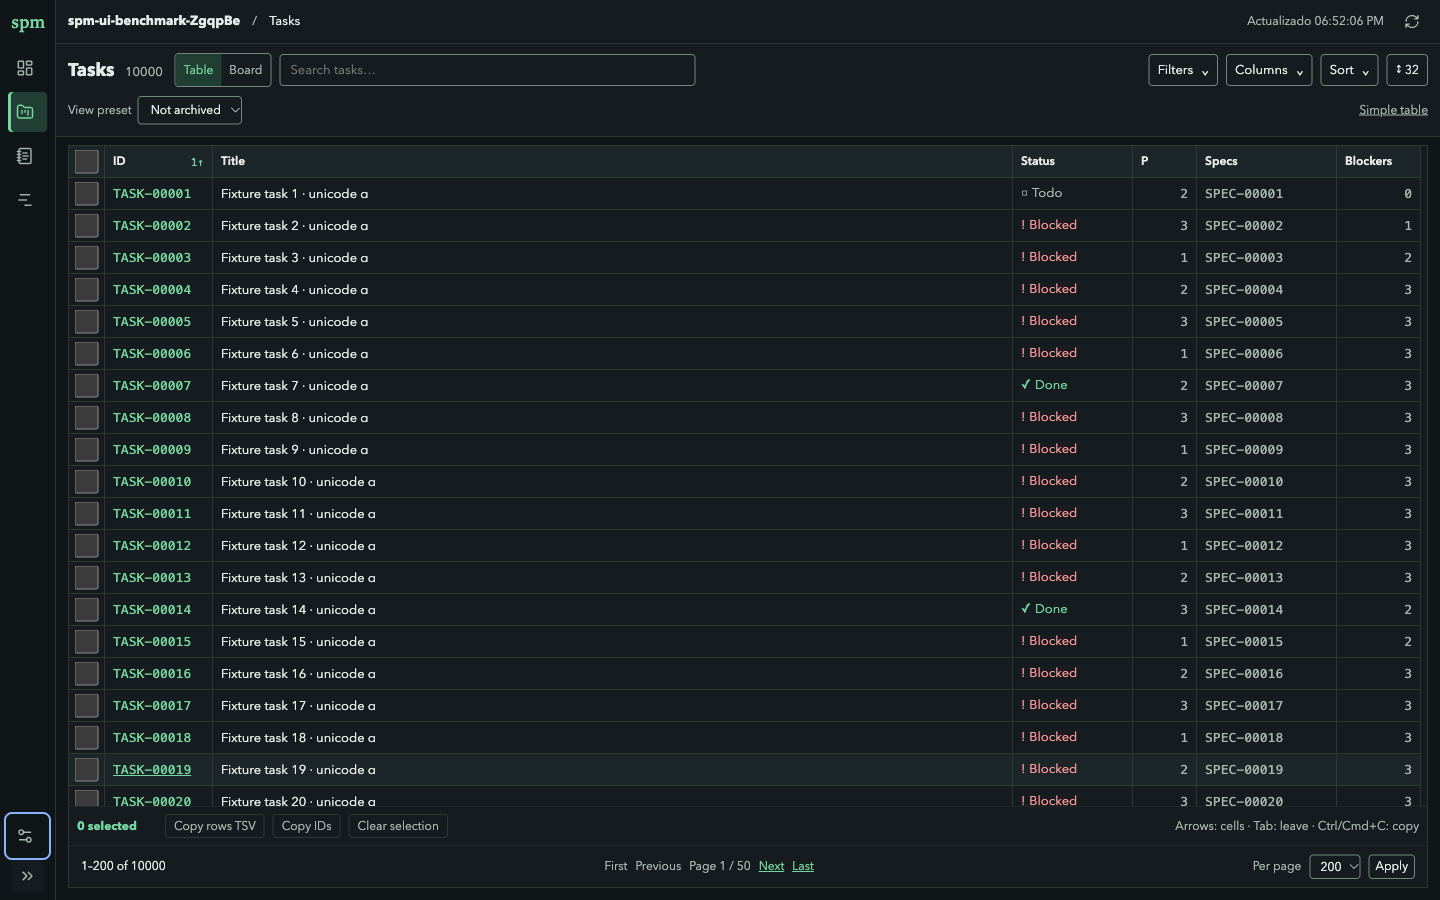 spm
spm-ui-benchmark-ZgqpBe / Tasks
Actualizado 06:52:06 PM
Tasks 10000 Table Board Search tasks… Filters Columns Sort ↕ 32
View preset Not archived Simple table
ID 1↑ Title Status P Specs Blockers
TASK-00001 Fixture task 1 · unicode a Todo 2 SPEC-00001 0
TASK-00002 Fixture task 2 · unicode a ! Blocked 3 SPEC-00002 1
TASK-00003 Fixture task 3 · unicode a ! Blocked 1 SPEC-00003 2
TASK-00004 Fixture task 4 · unicode a ! Blocked 2 SPEC-00004 3
TASK-00005 Fixture task 5 · unicode a ! Blocked 3 SPEC-00005 3
TASK-00006 Fixture task 6 · unicode a ! Blocked 1 SPEC-00006 3
TASK-00007 Fixture task 7 · unicode a ✓ Done 2 SPEC-00007 3
TASK-00008 Fixture task 8 · unicode a ! Blocked 3 SPEC-00008 3
TASK-00009 Fixture task 9 · unicode a ! Blocked 1 SPEC-00009 3
TASK-00010 Fixture task 10 · unicode a ! Blocked 2 SPEC-00010 3
TASK-00011 Fixture task 11 · unicode a ! Blocked 3 SPEC-00011 3
TASK-00012 Fixture task 12 · unicode a ! Blocked 1 SPEC-00012 3
TASK-00013 Fixture task 13 · unicode a ! Blocked 2 SPEC-00013 3
TASK-00014 Fixture task 14 · unicode a ✓ Done 3 SPEC-00014 2
TASK-00015 Fixture task 15 · unicode a ! Blocked 1 SPEC-00015 2
TASK-00016 Fixture task 16 · unicode a ! Blocked 2 SPEC-00016 3
TASK-00017 Fixture task 17 · unicode a ! Blocked 3 SPEC-00017 3
TASK-00018 Fixture task 18 · unicode a ! Blocked 1 SPEC-00018 3
TASK-00019 Fixture task 19 · unicode a ! Blocked 2 SPEC-00019 3
TASK-00020 Fixture task 20 · unicode a ! Blocked 3 SPEC-00020 3
0 selected Copy rows TSV Copy IDs Clear selection Arrows: cells · Tab: leave · Ctrl/Cmd+C: copy
1–200 of 10000 First Previous Page 1 / 50 Next Last Per page 200 Apply